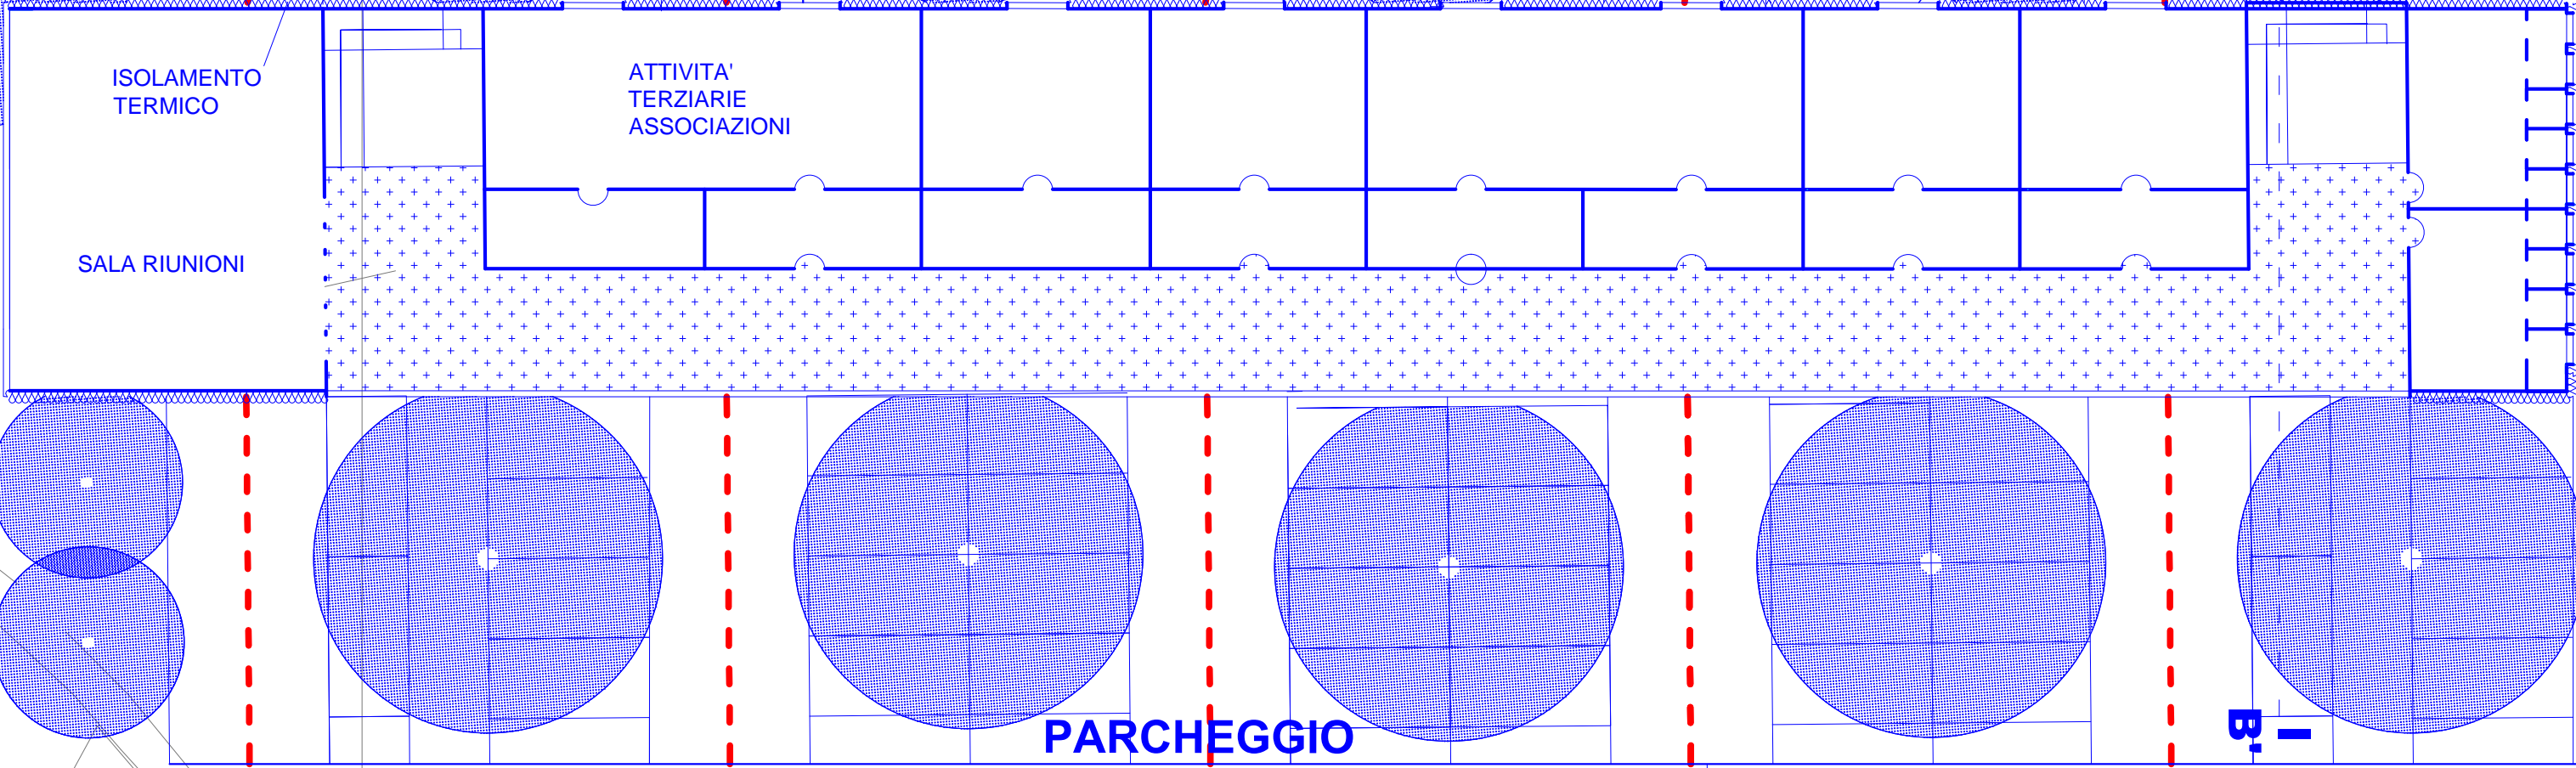 ISOLAMENTO
TERMICO
ATTIVITA'
TERZIARIE
ASSOCIAZIONI
SALA RIUNIONI
PARCHEGGIO
B'